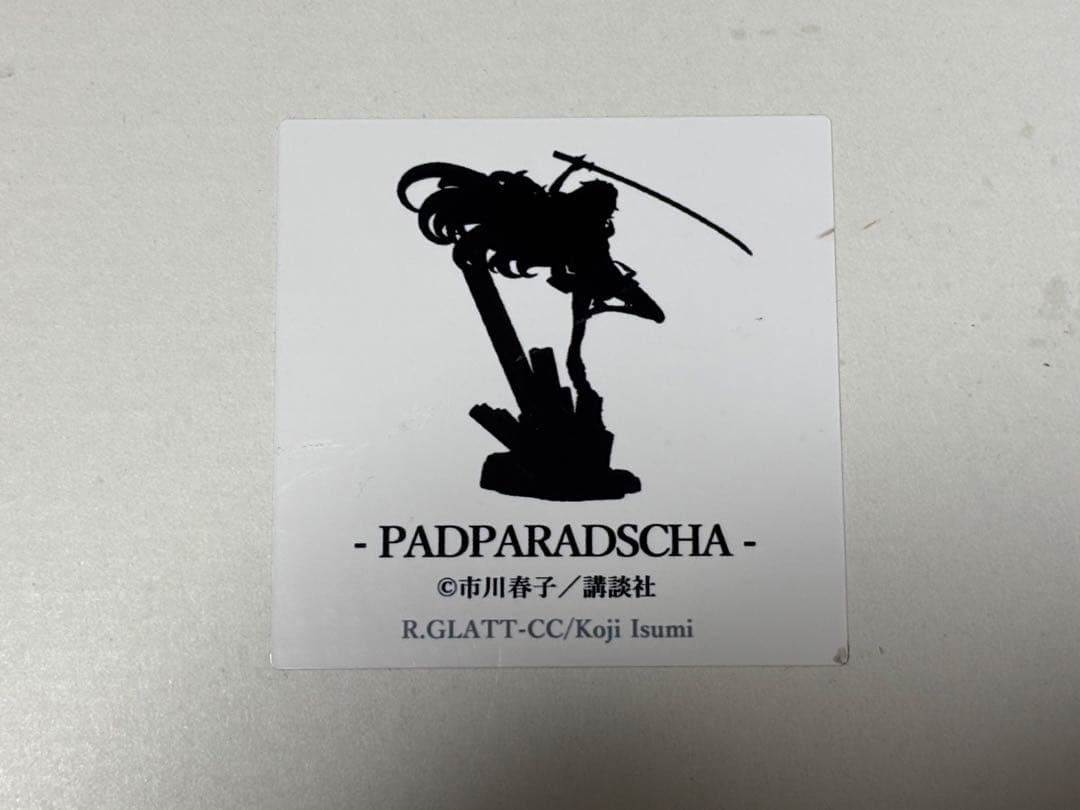 - PADPARADSCHA -
©市川春子／講談社
R.GLATT-CC/Koji Isumi